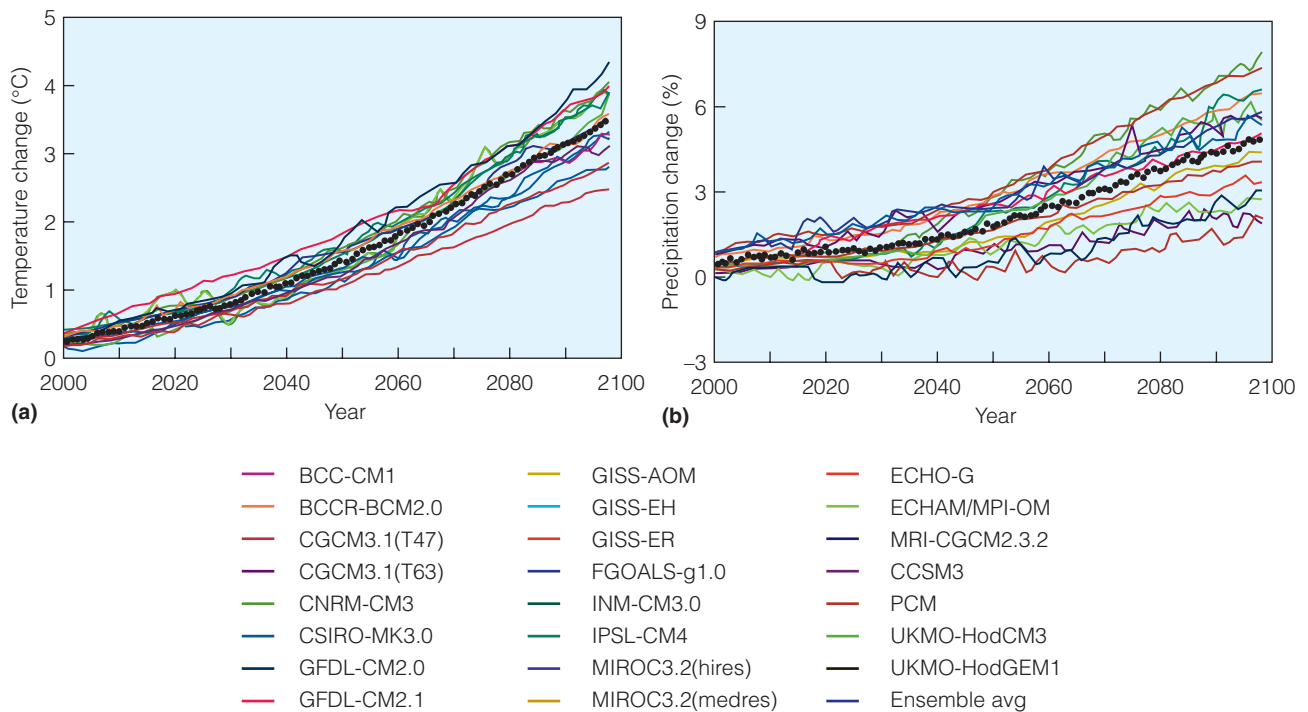 5
4
3
2
1
0
Temperature change (°C)
2000 2020 2040 2060 2080 2100
Year
(a)
9
6
3
0
–3
Precipitation change (%)
2000 2020 2040 2060 2080 2100
Year
(b)
BCC-CM1
BCCR-BCM2.0
CGCM3.1(T47)
CGCM3.1(T63)
CNRM-CM3
CSIRO-MK3.0
GFDL-CM2.0
GFDL-CM2.1
GISS-AOM
GISS-EH
GISS-ER
FGOALS-g1.0
INM-CM3.0
IPSL-CM4
MIROC3.2(hires)
MIROC3.2(medres)
ECHO-G
ECHAM/MPI-OM
MRI-CGCM2.3.2
CCSM3
PCM
UKMO-HodCM3
UKMO-HodGEM1
Ensemble avg